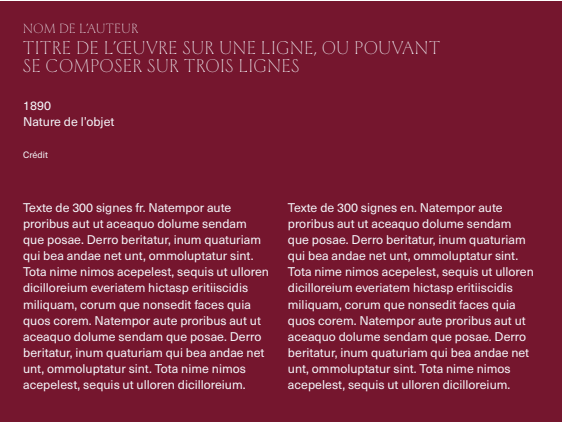 NOM DE L'AUTEUR
TITRE DE L'ŒUVRE SUR UNE LIGNE, OU POUVANT
SE COMPOSER SUR TROIS LIGNES
1890
Nature de l'objet
Crédit
Texte de 300 signes fr. Natempor aute
proribus aut ut aceaquo dolume sendam
que posae. Derro beritatur, inum quaturiam
qui bea andae net unt, ommoluptatur sint.
Tota nime nimos acepelest, sequis ut ulloren
dicilloreium everiatem hictasp eritiiscidis
miliquam, corum que nonsedit faces quia
quos corem. Natempor aute proribus aut ut
aceaquo dolume sendam que posae. Derro
beritatur, inum quaturiam qui bea andae net
unt, ommoluptatur sint. Tota nime nimos
acepelest, sequis ut ulloren dicilloreium.
Texte de 300 signes en. Natempor aute
proribus aut ut aceaquo dolume sendam
que posae. Derro beritatur, inum quaturiam
qui bea andae net unt, ommoluptatur sint.
Tota nime nimos acepelest, sequis ut ulloren
dicilloreium everiatem hictasp eritiiscidis
miliquam, corum que nonsedit faces quia
quos corem. Natempor aute proribus aut ut
aceaquo dolume sendam que posae. Derro
beritatur, inum quaturiam qui bea andae net
unt, ommoluptatur sint. Tota nime nimos
acepelest, sequis ut ulloren dicilloreium.